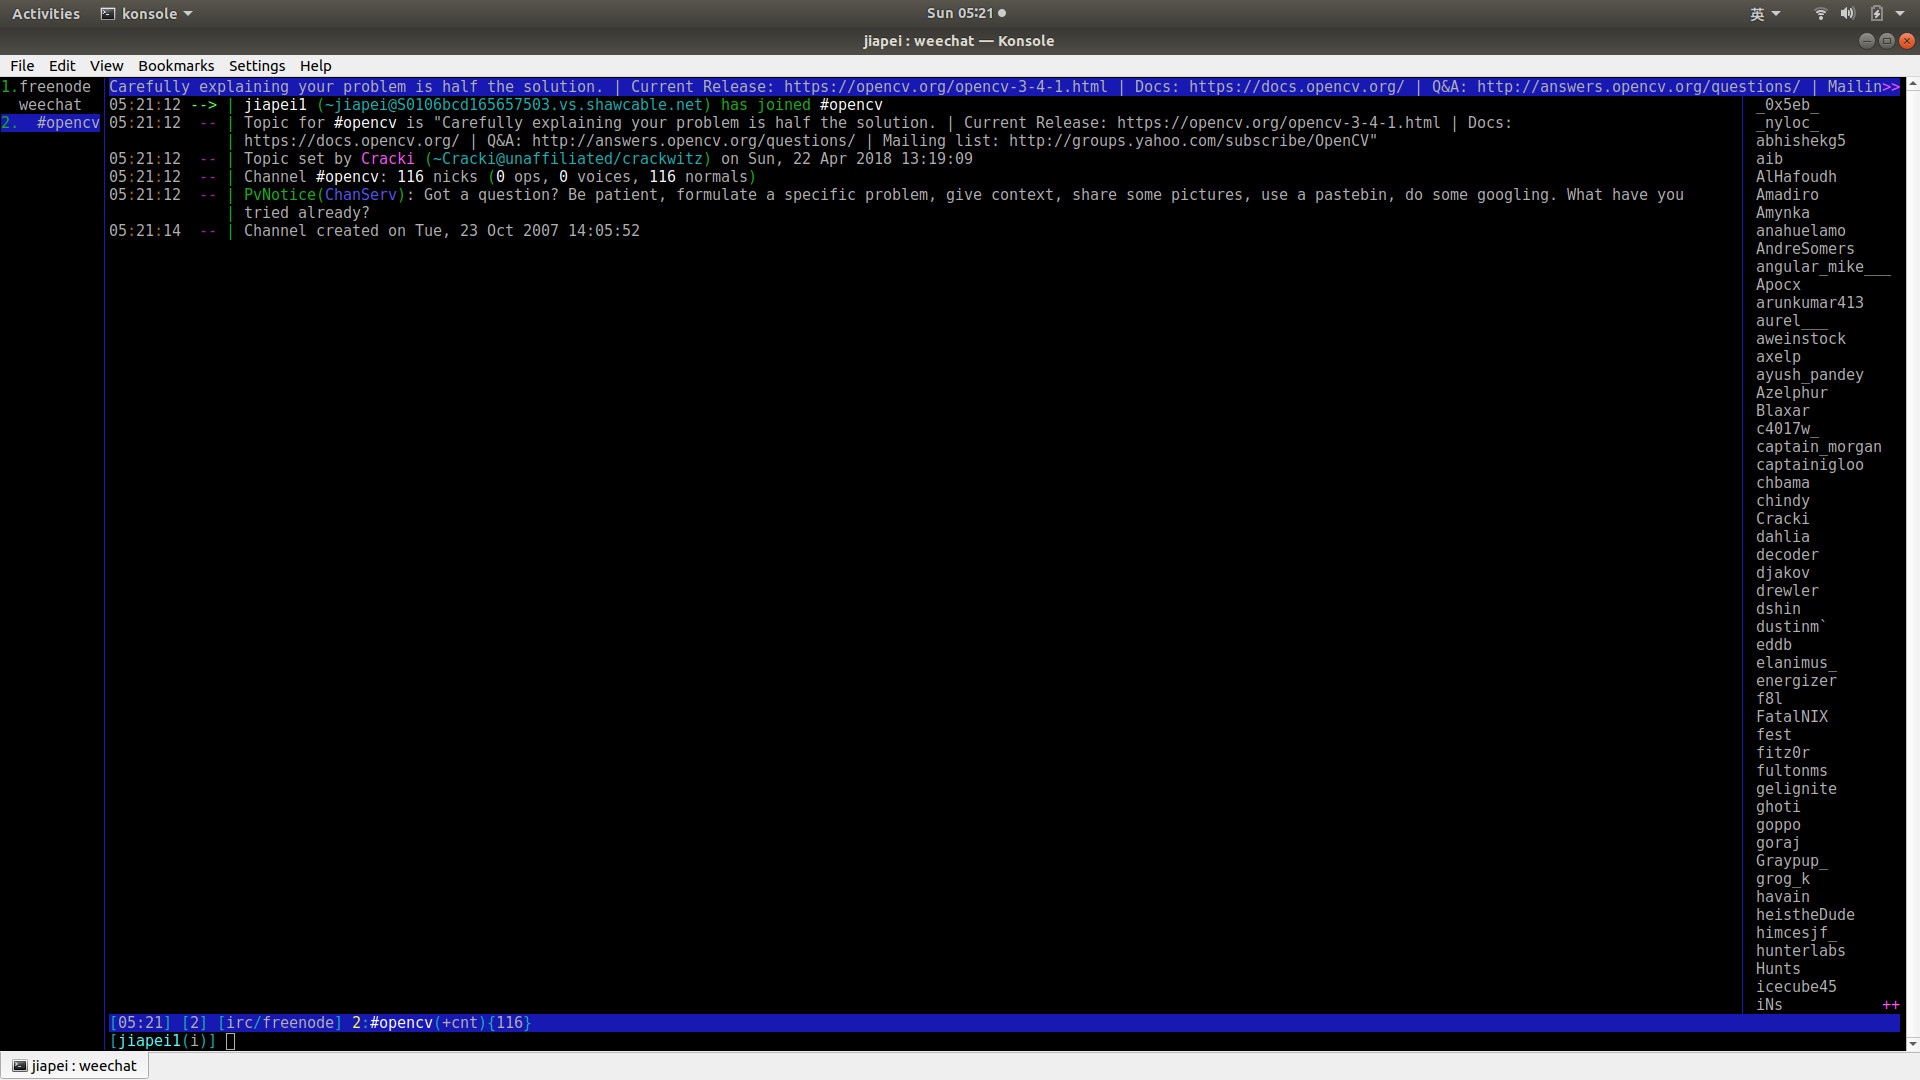 Activities konsole Sun 05:21 英
jiapei : weechat — Konsole
File Edit View Bookmarks Settings Help
1.freenode
weechat
2. #opencv
Carefully explaining your problem is half the solution. | Current Release: https://opencv.org/opencv-3-4-1.html | Docs: https://docs.opencv.org/ | Q&A: http://answers.opencv.org/questions/ | Mailin>>
05:21:12 --> | jiapei1 (~jiapei@S0106bcd165657503.vs.shawcable.net) has joined #opencv
05:21:12 -- | Topic for #opencv is "Carefully explaining your problem is half the solution. | Current Release: https://opencv.org/opencv-3-4-1.html | Docs:
| https://docs.opencv.org/ | Q&A: http://answers.opencv.org/questions/ | Mailing list: http://groups.yahoo.com/subscribe/OpenCV"
05:21:12 -- | Topic set by Cracki (~Cracki@unaffiliated/crackwitz) on Sun, 22 Apr 2018 13:19:09
05:21:12 -- | Channel #opencv: 116 nicks (0 ops, 0 voices, 116 normals)
05:21:12 -- | PvNotice(ChanServ): Got a question? Be patient, formulate a specific problem, give context, share some pictures, use a pastebin, do some googling. What have you
| tried already?
05:21:14 -- | Channel created on Tue, 23 Oct 2007 14:05:52
_0x5eb_
_nyloc_
abhishekg5
aib
AlHafoudh
Amadiro
Amynka
anahuelamo
AndreSomers
angular_mike___
Apocx
arunkumar413
aurel___
aweinstock
axelp
ayush_pandey
Azelphur
Blaxar
c4017w_
captain_morgan
captainigloo
chbama
chindy
Cracki
dahlia
decoder
djakov
drewler
dshin
dustinm`
eddb
elanimus_
energizer
f8l
FatalNIX
fest
fitz0r
fultonms
gelignite
ghoti
goppo
goraj
Graypup_
grog_k
havain
heistheDude
himcesjf_
hunterlabs
Hunts
icecube45
iNs ++
[05:21] [2] [irc/freenode] 2:#opencv(+cnt){116}
[jiapei1(i)]
jiapei : weechat